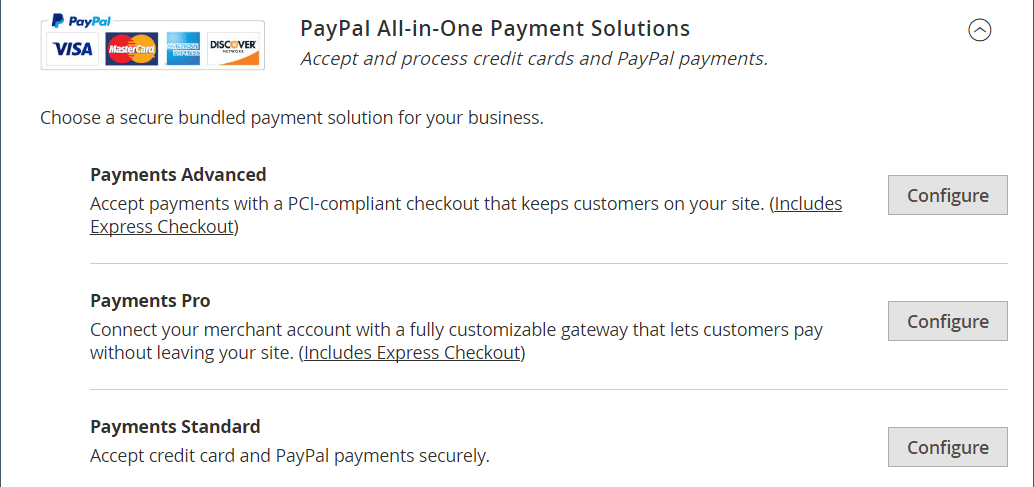 PayPal
VISA MasterCard AMERICAN EXPRESS DISCOVER NETWORK
PayPal All-in-One Payment Solutions
Accept and process credit cards and PayPal payments.
Choose a secure bundled payment solution for your business.
Payments Advanced
Accept payments with a PCI-compliant checkout that keeps customers on your site. (Includes
Express Checkout)
Configure
Payments Pro
Connect your merchant account with a fully customizable gateway that lets customers pay
without leaving your site. (Includes Express Checkout)
Configure
Payments Standard
Accept credit card and PayPal payments securely.
Configure